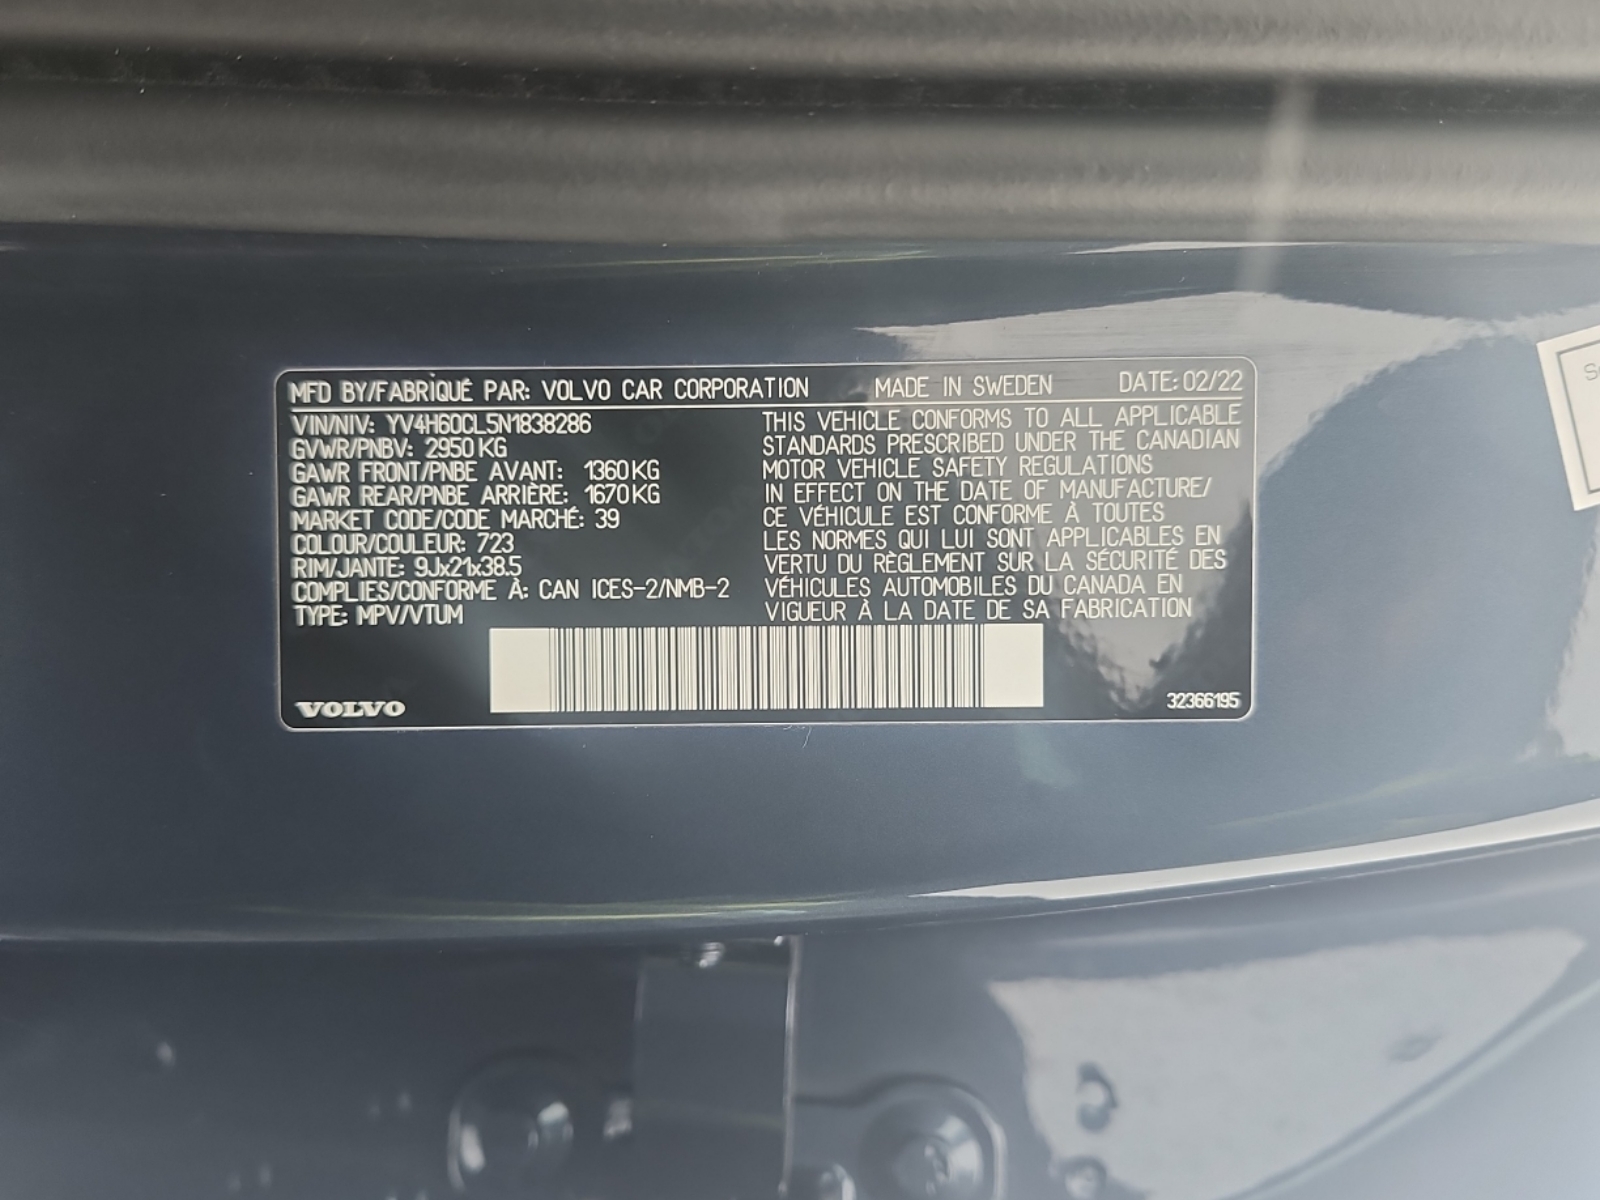 MFD BY/FABRIQUÉ PAR: VOLVO CAR CORPORATION MADE IN SWEDEN DATE: 02/22
VIN/NIV: YV4H60CL5N1838286
GVWR/PNBV: 2950 KG
GAWR FRONT/PNBE AVANT: 1360 KG
GAWR REAR/PNBE ARRIÈRE: 1670 KG
MARKET CODE/CODE MARCHÉ: 39
COLOUR/COULEUR: 723
RIM/JANTE: 9Jx21x38.5
COMPLIES/CONFORME À: CAN ICES-2/NMB-2
TYPE: MPV/VTUM
THIS VEHICLE CONFORMS TO ALL APPLICABLE
STANDARDS PRESCRIBED UNDER THE CANADIAN
MOTOR VEHICLE SAFETY REGULATIONS
IN EFFECT ON THE DATE OF MANUFACTURE/
CE VÉHICULE EST CONFORME À TOUTES
LES NORMES QUI LUI SONT APPLICABLES EN
VERTU DU RÈGLEMENT SUR LA SÉCURITÉ DES
VÉHICULES AUTOMOBILES DU CANADA EN
VIGUEUR À LA DATE DE SA FABRICATION
VOLVO
32366195